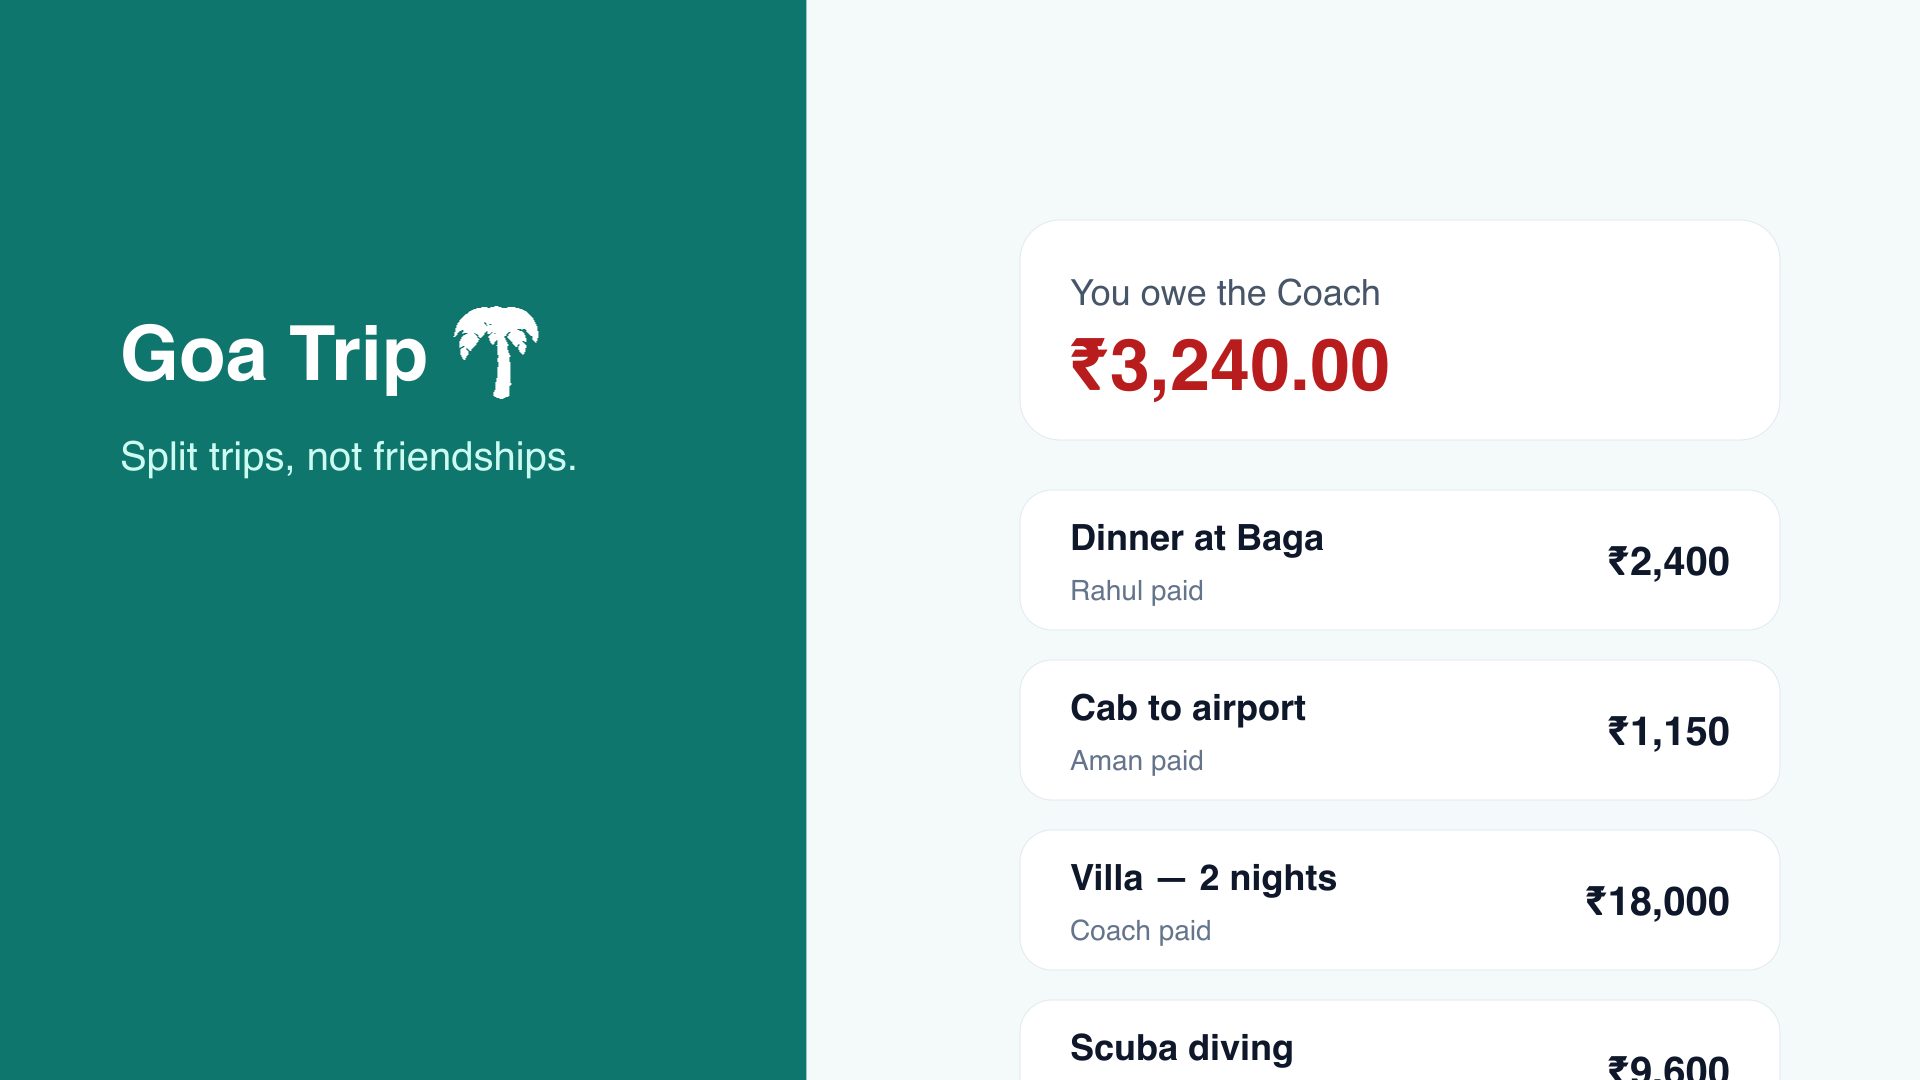 Goa Trip 🌴
Split trips, not friendships.
You owe the Coach
₹3,240.00
Dinner at Baga
Rahul paid
₹2,400
Cab to airport
Aman paid
₹1,150
Villa — 2 nights
Coach paid
₹18,000
Scuba diving
₹9,600